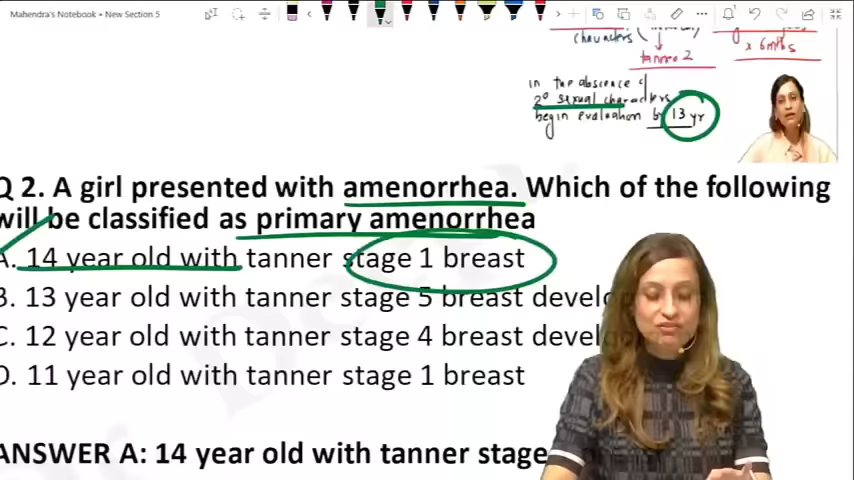 Mahendra's Notebook • New Section 5
characters
tanner 2
x 6mths
in the abscence of
2° sexual characters
begin evaluation by 13 yr
Q 2. A girl presented with amenorrhea. Which of the following
will be classified as primary amenorrhea
A. 14 year old with tanner stage 1 breast
B. 13 year old with tanner stage 5 breast
C. 12 year old with tanner stage 4 breast
D. 11 year old with tanner stage 1 breast
ANSWER A: 14 year old with tanner stage